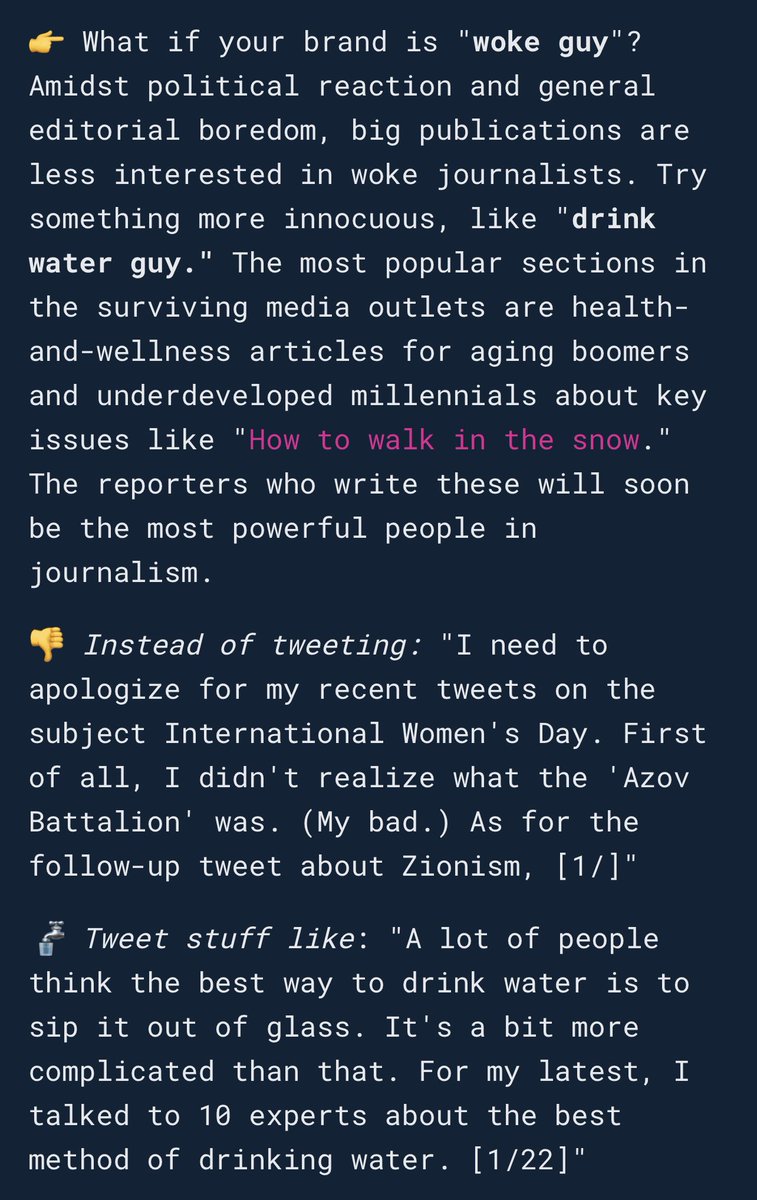 👉 What if your brand is "woke guy"?
Amidst political reaction and general
editorial boredom, big publications are
less interested in woke journalists. Try
something more innocuous, like "drink
water guy." The most popular sections in
the surviving media outlets are health-
and-wellness articles for aging boomers
and underdeveloped millennials about key
issues like "How to walk in the snow."
The reporters who write these will soon
be the most powerful people in
journalism.
👎 Instead of tweeting: "I need to
apologize for my recent tweets on the
subject International Women's Day. First
of all, I didn't realize what the 'Azov
Battalion' was. (My bad.) As for the
follow-up tweet about Zionism, [1/]"
🚰 Tweet stuff like: "A lot of people
think the best way to drink water is to
sip it out of glass. It's a bit more
complicated than that. For my latest, I
talked to 10 experts about the best
method of drinking water. [1/22]"